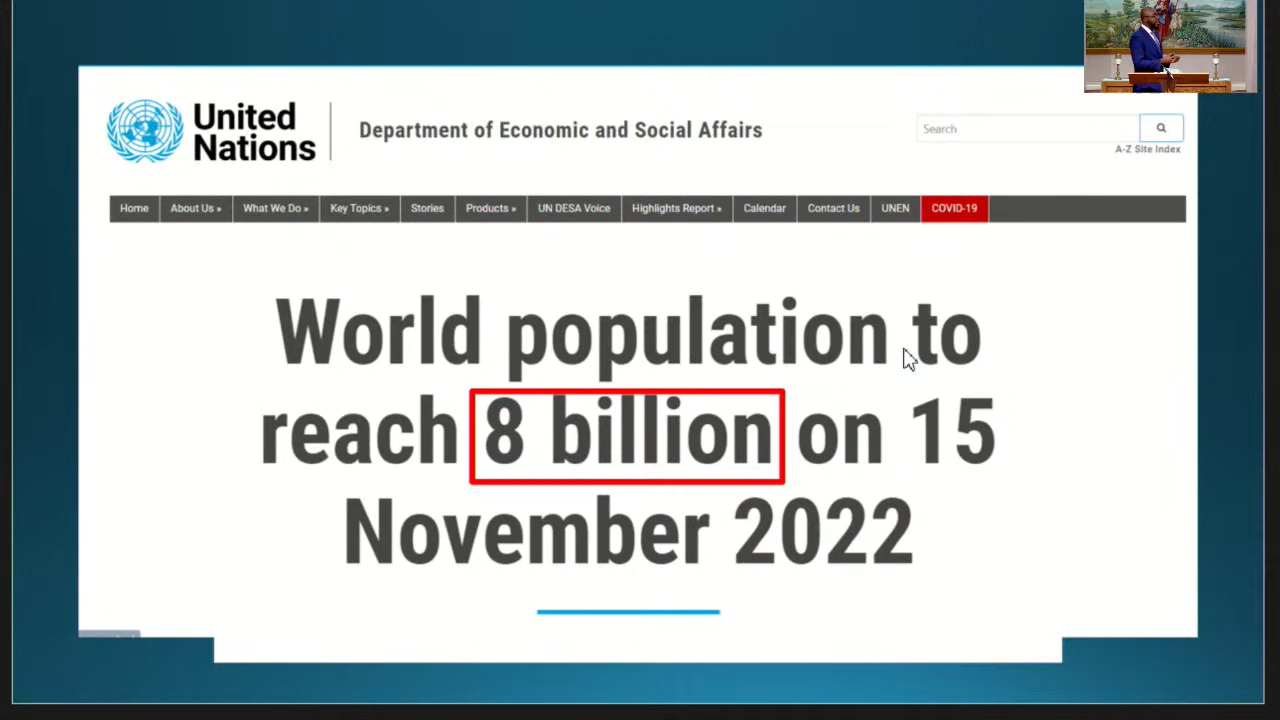 United
Nations
Department of Economic and Social Affairs
Search
A-Z Site Index
Home About Us » What We Do » Key Topics » Stories Products » UN DESA Voice Highlights Report » Calendar Contact Us UNEN COVID-19
World population to
reach 8 billion on 15
November 2022